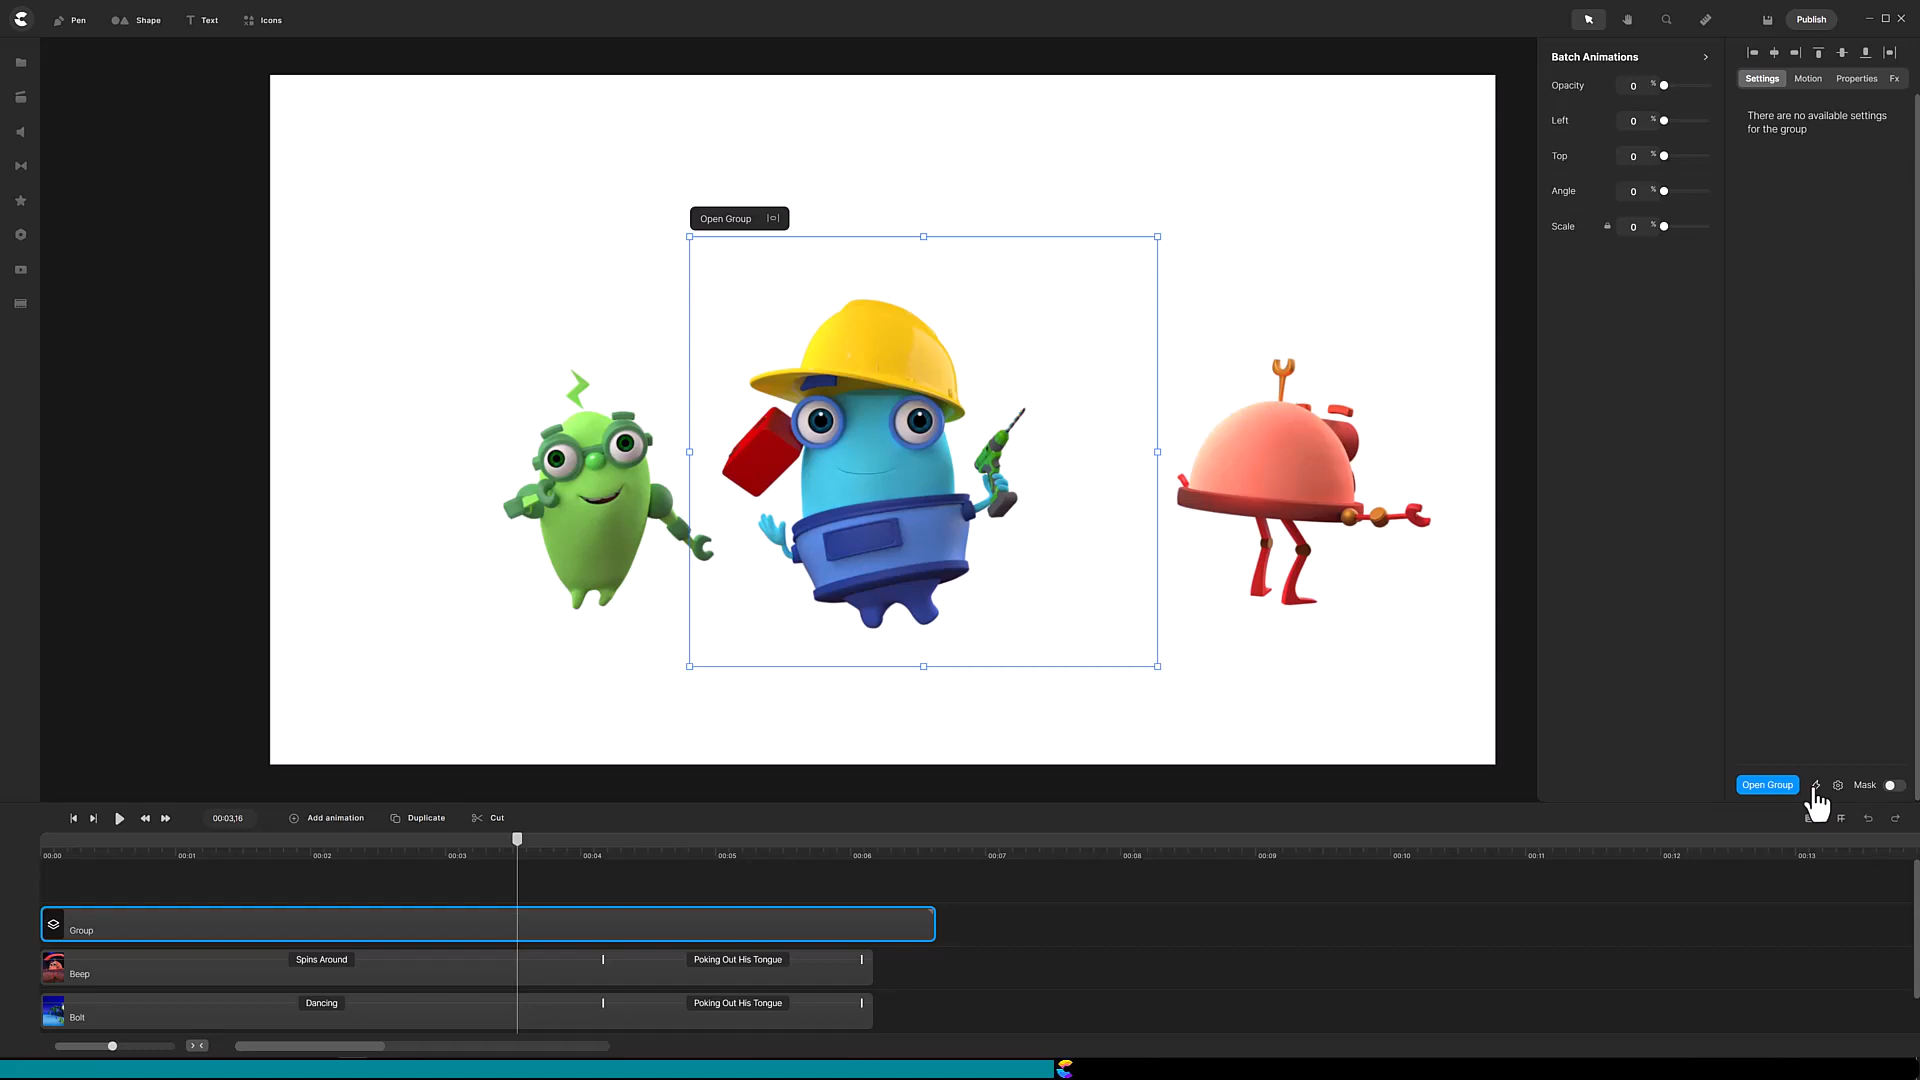 Pen Shape Text Icons Publish
Batch Animations
Settings Motion Properties Fx
Opacity 0 %
There are no available settings
for the group
Left 0 %
Top 0 %
Angle 0 %
Scale 0 %
Open Group
Open Group Mask
00:03,16 Add animation Duplicate Cut
00:00 00:01 00:02 00:03 00:04 00:05 00:06 00:07 00:08 00:09 00:10 00:11 00:12 00:13
Group
Spins Around Poking Out His Tongue
Beep
Dancing Poking Out His Tongue
Bolt